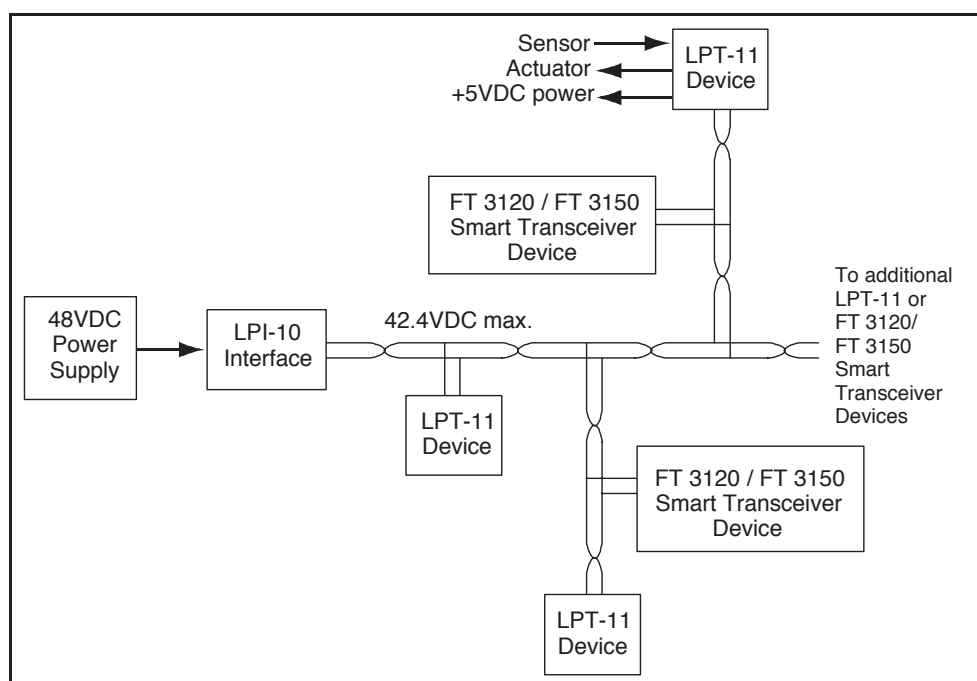 Sensor
Actuator
+5VDC power
LPT-11
Device
FT 3120 / FT 3150
Smart Transceiver
Device
48VDC
Power
Supply
LPI-10
Interface
42.4VDC max.
To additional
LPT-11 or
FT 3120/
FT 3150
Smart
Transceiver
Devices
LPT-11
Device
FT 3120 / FT 3150
Smart Transceiver
Device
LPT-11
Device